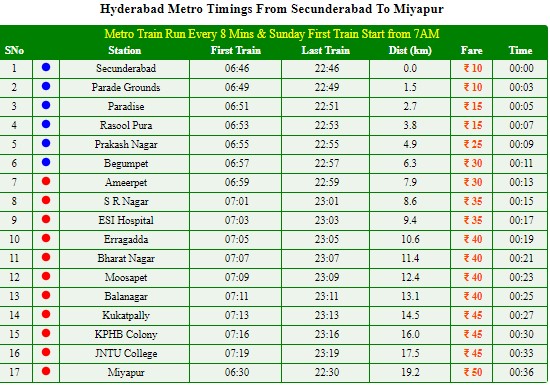 Hyderabad Metro Timings From Secunderabad To Miyapur
Metro Train Run Every 8 Mins & Sunday First Train Start from 7AM
SNo Station First Train Last Train Dist (km) Fare Time
1 Secunderabad 06:46 22:46 0.0 ₹ 10 00:00
2 Parade Grounds 06:49 22:49 1.5 ₹ 10 00:03
3 Paradise 06:51 22:51 2.7 ₹ 15 00:05
4 Rasool Pura 06:53 22:53 3.8 ₹ 15 00:07
5 Prakash Nagar 06:55 22:55 4.9 ₹ 25 00:09
6 Begumpet 06:57 22:57 6.3 ₹ 30 00:11
7 Ameerpet 06:59 22:59 7.9 ₹ 30 00:13
8 S R Nagar 07:01 23:01 8.6 ₹ 35 00:15
9 ESI Hospital 07:03 23:03 9.4 ₹ 35 00:17
10 Erragadda 07:05 23:05 10.6 ₹ 40 00:19
11 Bharat Nagar 07:07 23:07 11.4 ₹ 40 00:21
12 Moosapet 07:09 23:09 12.4 ₹ 40 00:23
13 Balanagar 07:11 23:11 13.1 ₹ 40 00:25
14 Kukatpally 07:13 23:13 14.5 ₹ 45 00:27
15 KPHB Colony 07:16 23:16 16.0 ₹ 45 00:30
16 JNTU College 07:19 23:19 17.5 ₹ 45 00:33
17 Miyapur 06:30 22:30 19.2 ₹ 50 00:36